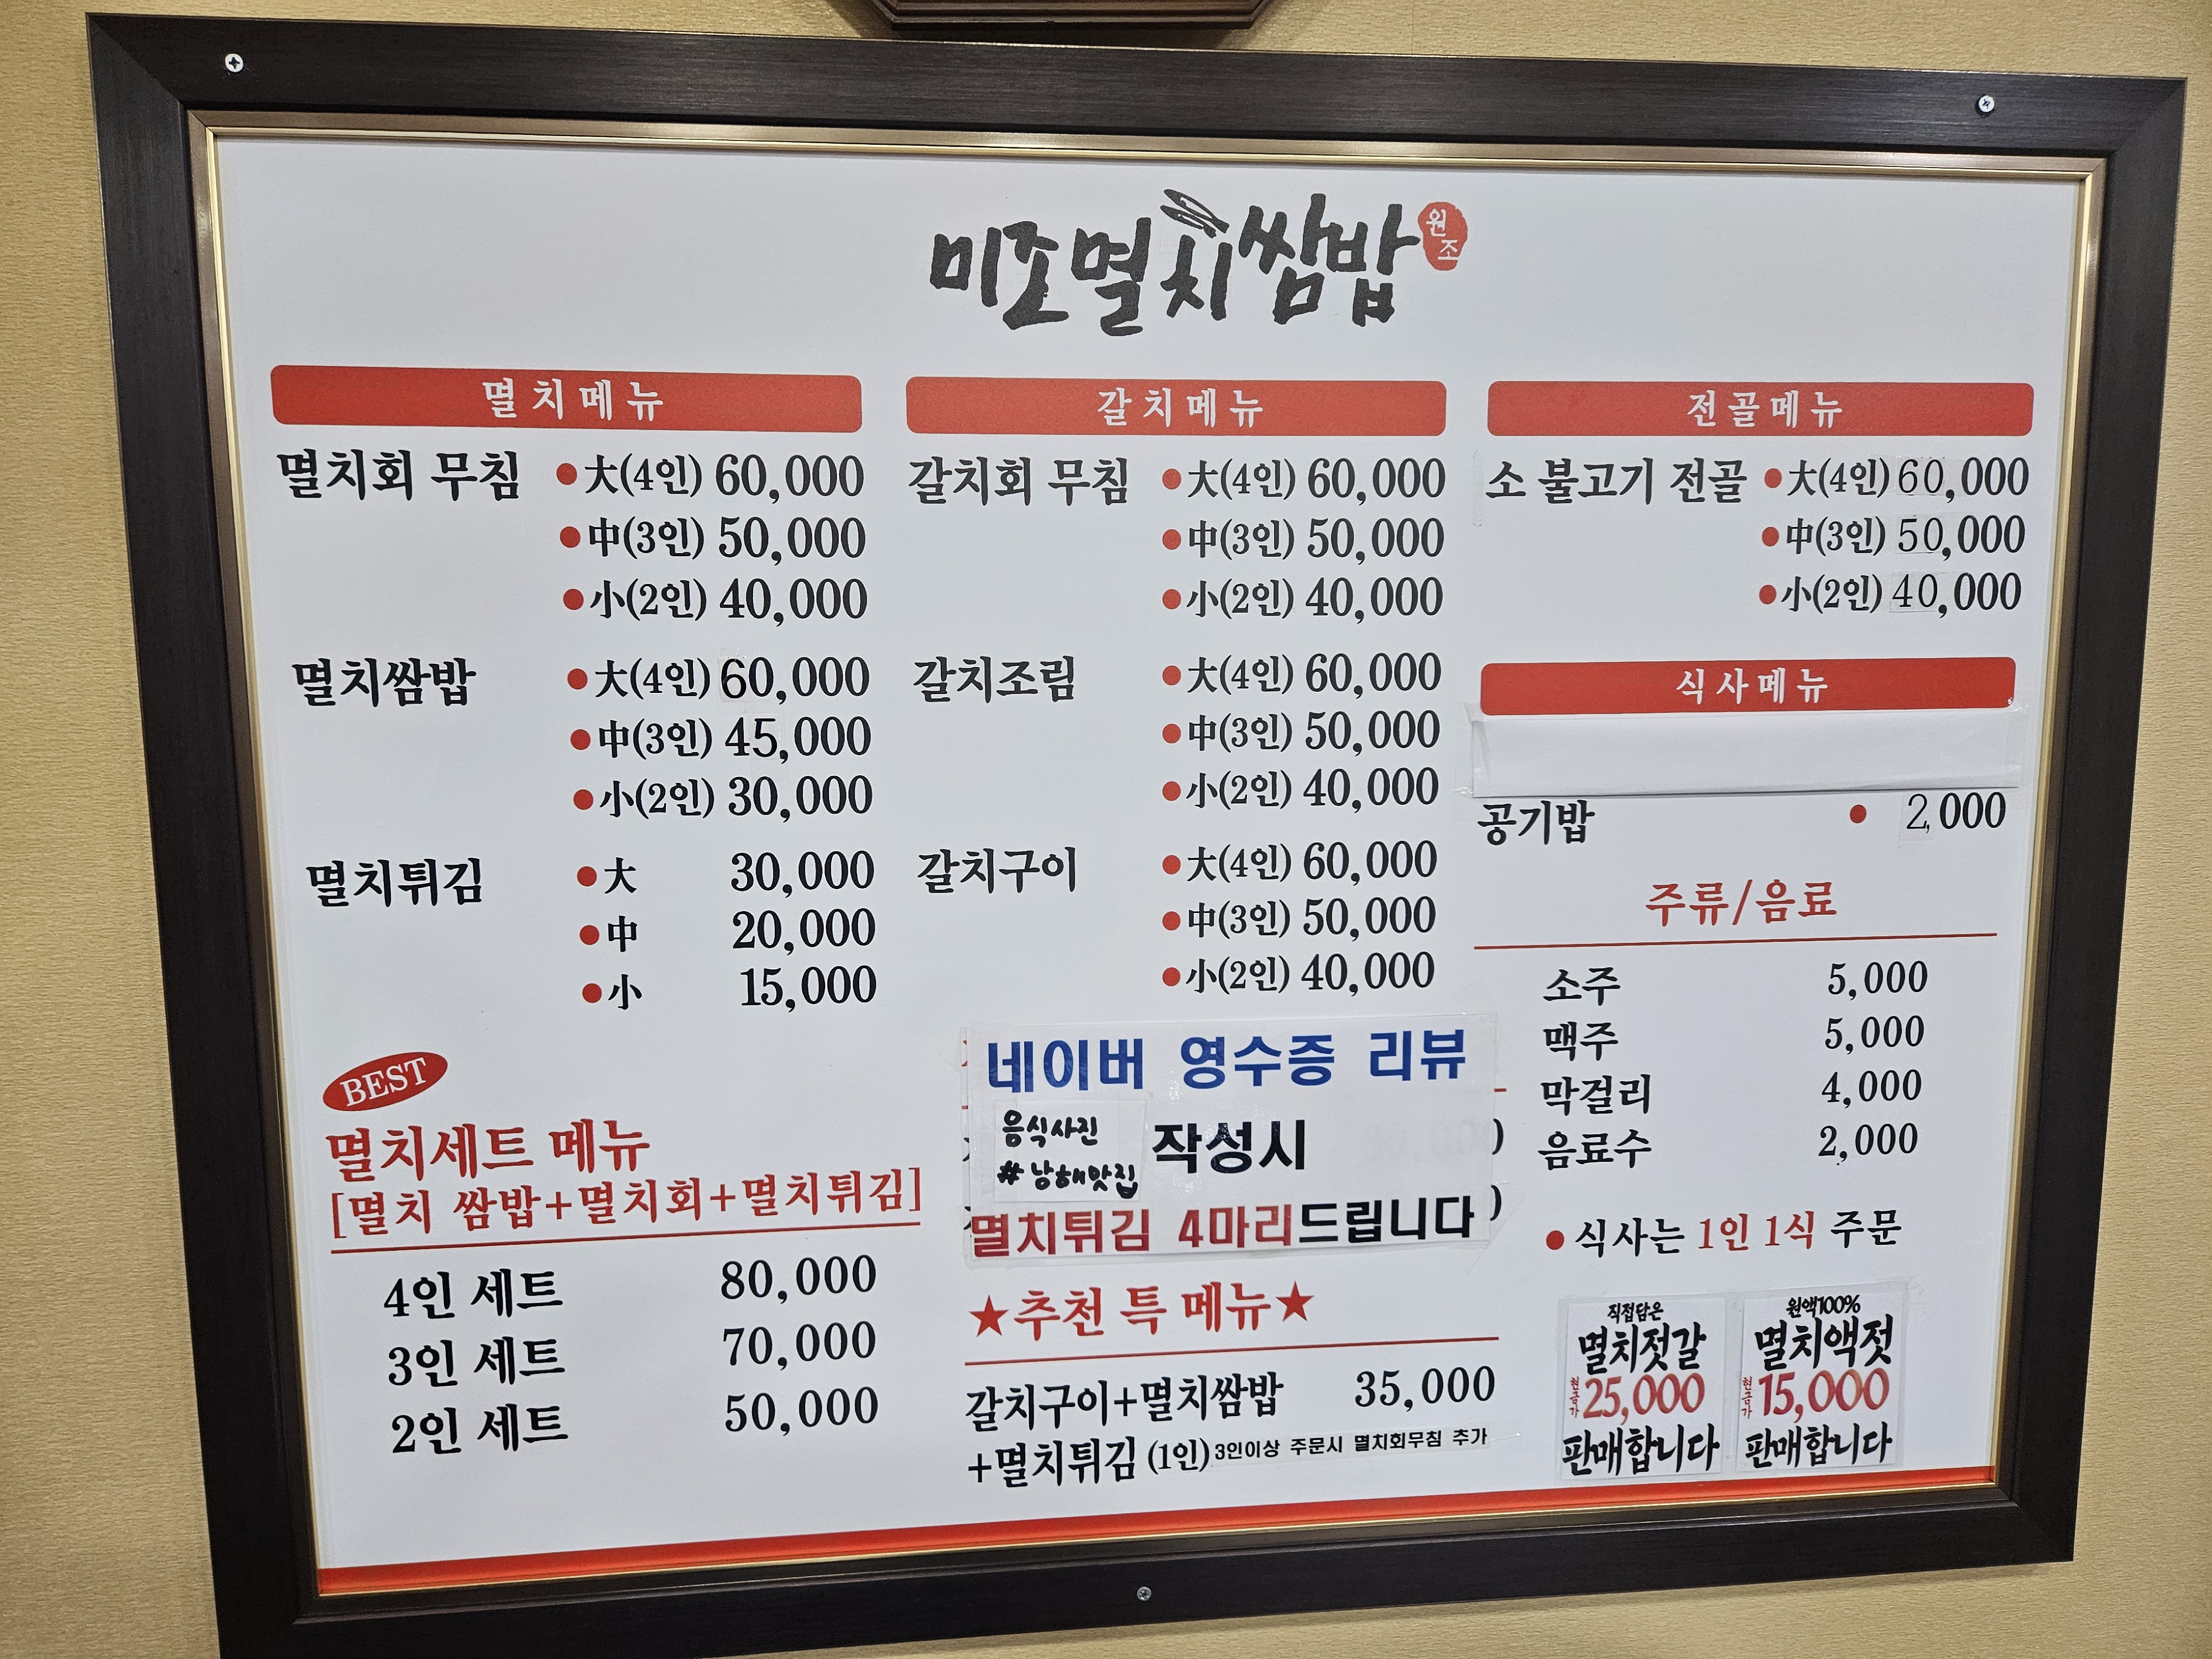 미조멸치쌈밥 원조
멸치메뉴
멸치회 무침 ●大(4인) 60,000
●中(3인) 50,000
●小(2인) 40,000
멸치쌈밥 ●大(4인) 60,000
●中(3인) 45,000
●小(2인) 30,000
멸치튀김 ●大 30,000
●中 20,000
●小 15,000
BEST
멸치세트 메뉴
[멸치 쌈밥+멸치회+멸치튀김]
4인 세트 80,000
3인 세트 70,000
2인 세트 50,000
갈치메뉴
갈치회 무침 ●大(4인) 60,000
●中(3인) 50,000
●小(2인) 40,000
갈치조림 ●大(4인) 60,000
●中(3인) 50,000
●小(2인) 40,000
갈치구이 ●大(4인) 60,000
●中(3인) 50,000
●小(2인) 40,000
네이버 영수증 리뷰
음식사진
#남해맛집 작성시
멸치튀김 4마리드립니다
★추천 특 메뉴★
갈치구이+멸치쌈밥 35,000
+멸치튀김 (1인) 3인이상 주문시 멸치회무침 추가
전골메뉴
소 불고기 전골 ●大(4인) 60,000
●中(3인) 50,000
●小(2인) 40,000
식사메뉴
공기밥 ● 2,000
주류/음료
소주 5,000
맥주 5,000
막걸리 4,000
음료수 2,000
●식사는 1인 1식 주문
직접담은
멸치젓갈
현금가 25,000
판매합니다
원액100%
멸치액젓
현금가 15,000
판매합니다